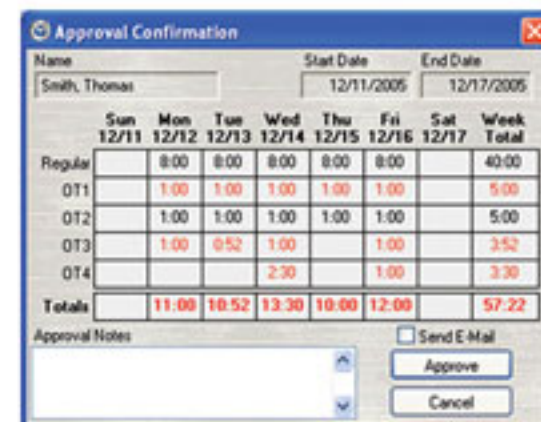 Approval Confirmation
Name Start Date End Date
Smith, Thomas 12/11/2005 12/17/2005
Sun Mon Tue Wed Thu Fri Sat Week
12/11 12/12 12/13 12/14 12/15 12/16 12/17 Total
Regular 8:00 8:00 8:00 8:00 8:00 40:00
OT1 1:00 1:00 1:00 1:00 1:00 5:00
OT2 1:00 1:00 1:00 1:00 1:00 5:00
OT3 1:00 0:52 1:00 1:00 3:52
OT4 2:30 1:00 3:30
Totals 11:00 10:52 13:30 10:00 12:00 57:22
Approval Notes Send E-Mail
Approve
Cancel